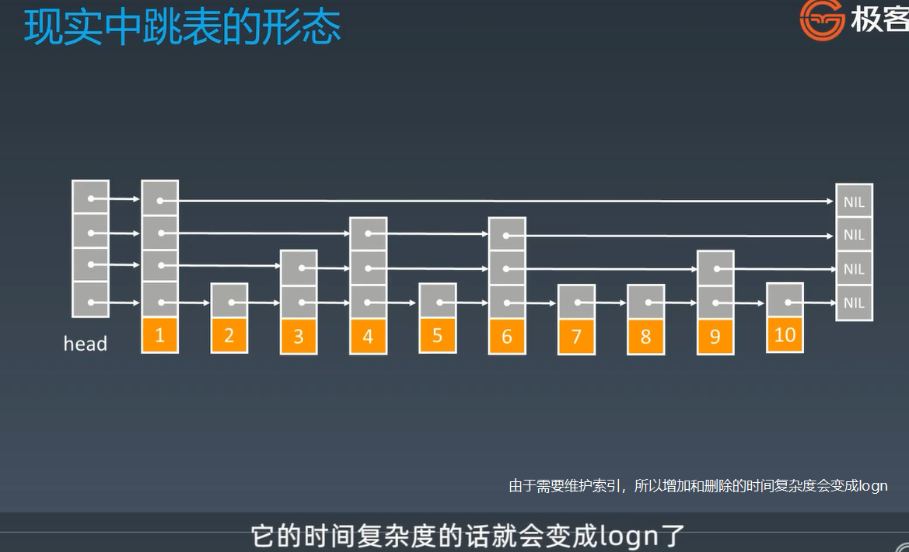 现实中跳表的形态
极客
NIL
NIL
NIL
NIL
head
1 2 3 4 5 6 7 8 9 10
由于需要维护索引，所以增加和删除的时间复杂度会变成logn
它的时间复杂度的话就会变成logn了